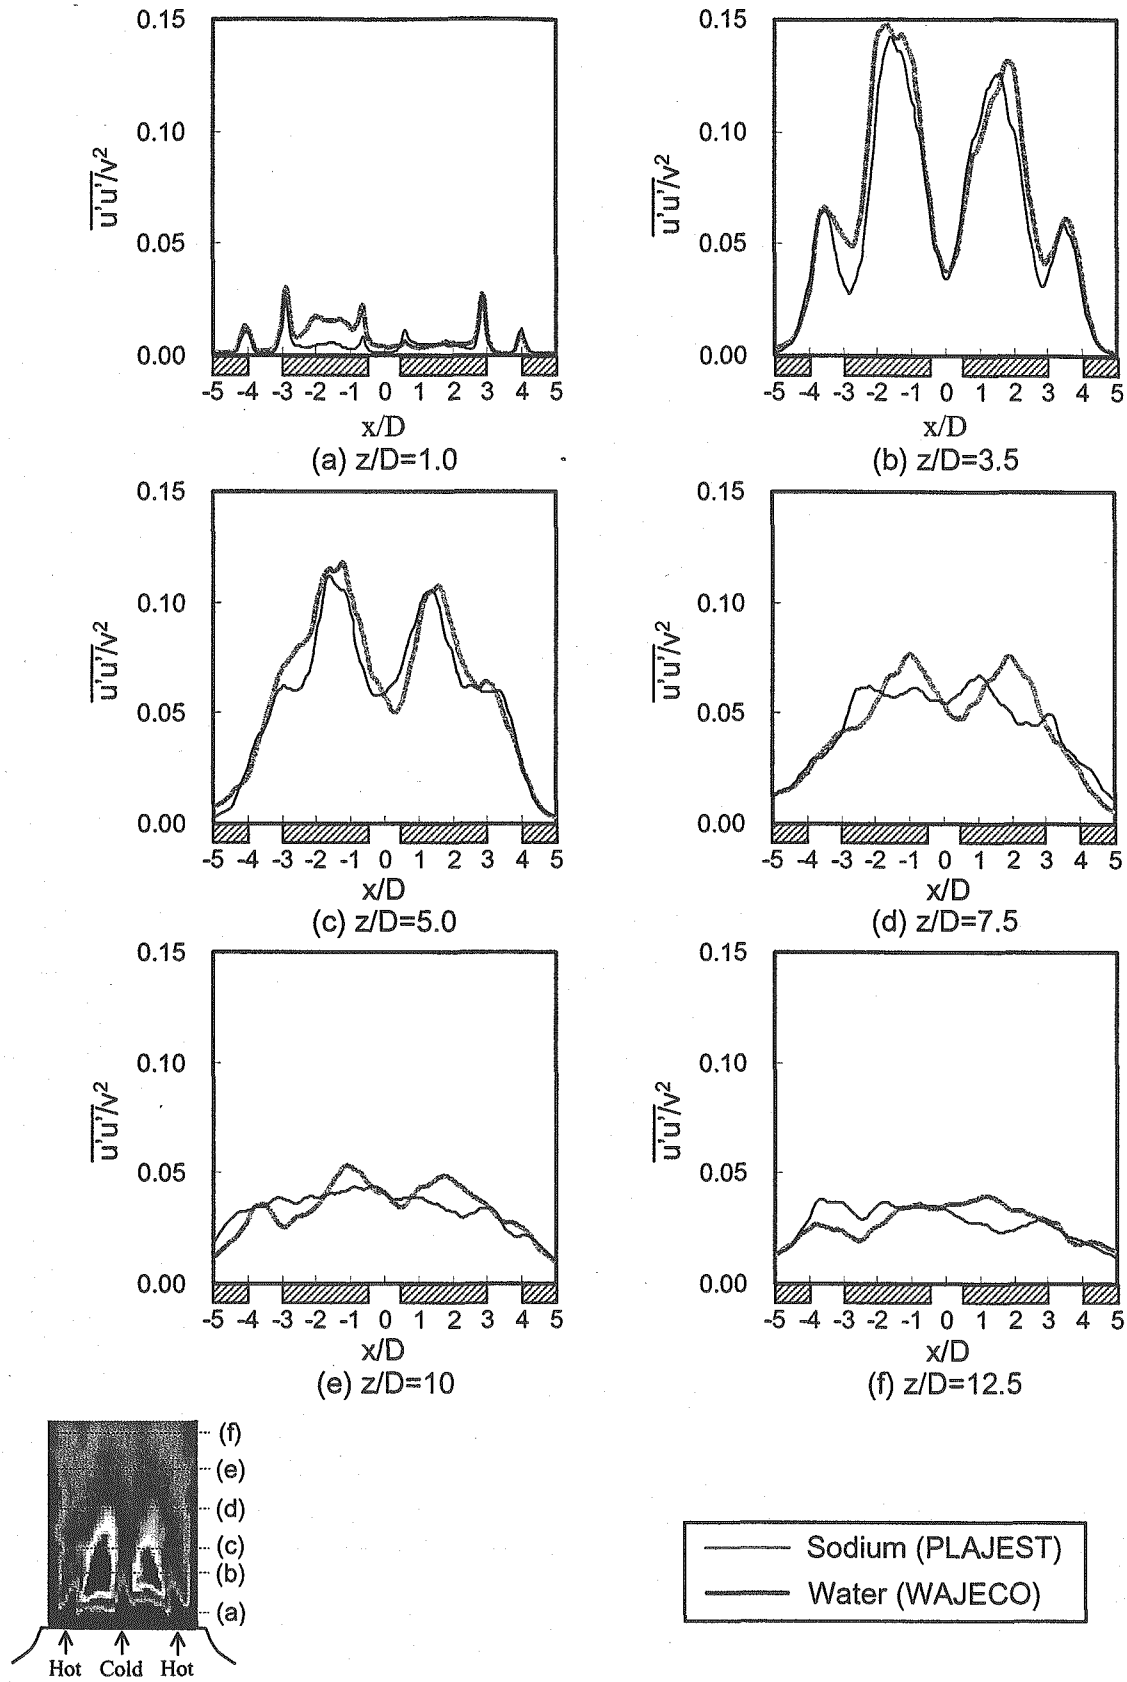 0.15
0.10
0.05
0.00
u'u'/v²
-5 -4 -3 -2 -1 0 1 2 3 4 5
x/D
(a) z/D=1.0
0.15
0.10
0.05
0.00
u'u'/v²
-5 -4 -3 -2 -1 0 1 2 3 4 5
x/D
(b) z/D=3.5
0.15
0.10
0.05
0.00
u'u'/v²
-5 -4 -3 -2 -1 0 1 2 3 4 5
x/D
(c) z/D=5.0
0.15
0.10
0.05
0.00
u'u'/v²
-5 -4 -3 -2 -1 0 1 2 3 4 5
x/D
(d) z/D=7.5
0.15
0.10
0.05
0.00
u'u'/v²
-5 -4 -3 -2 -1 0 1 2 3 4 5
x/D
(e) z/D=10
0.15
0.10
0.05
0.00
u'u'/v²
-5 -4 -3 -2 -1 0 1 2 3 4 5
x/D
(f) z/D=12.5
(f)
(e)
(d)
(c)
(b)
(a)
Hot Cold Hot
Sodium (PLAJEST)
Water (WAJECO)